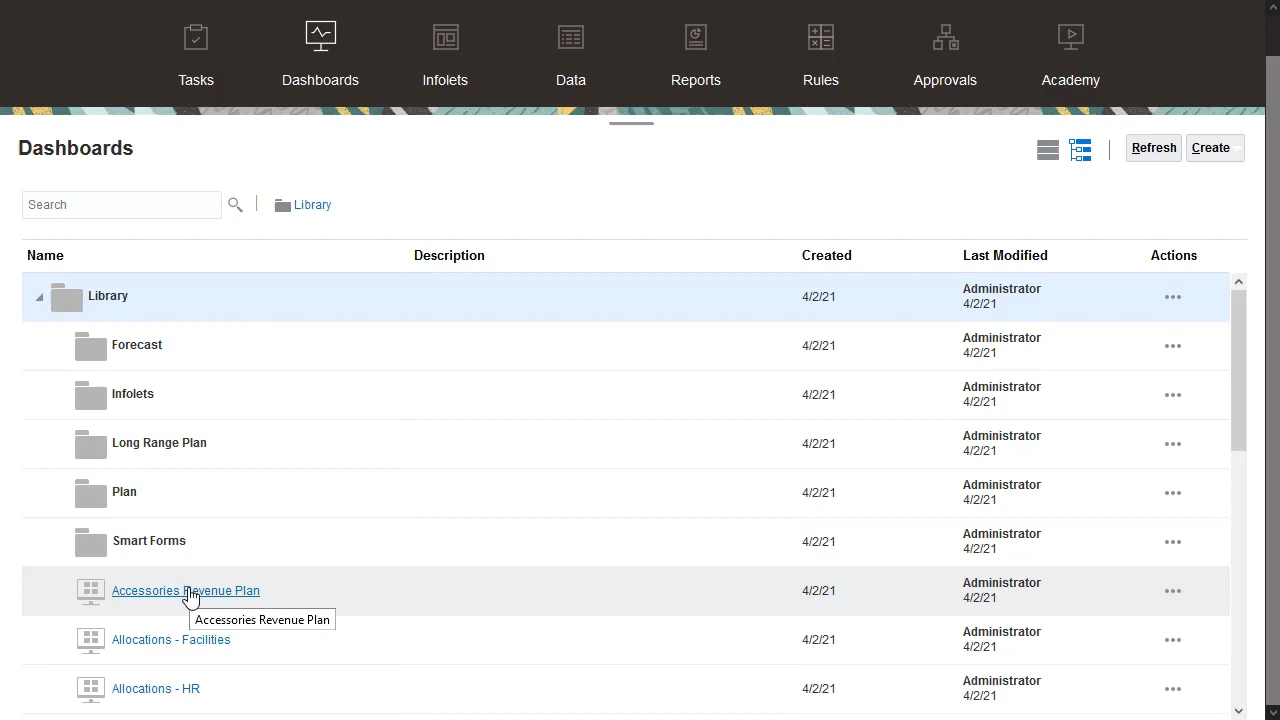 Tasks
Dashboards
Infolets
Data
Reports
Rules
Approvals
Academy
Dashboards
Refresh
Create
Search
Library
Name
Description
Created
Last Modified
Actions
Library
4/2/21
Administrator
4/2/21
Forecast
4/2/21
Administrator
4/2/21
Infolets
4/2/21
Administrator
4/2/21
Long Range Plan
4/2/21
Administrator
4/2/21
Plan
4/2/21
Administrator
4/2/21
Smart Forms
4/2/21
Administrator
4/2/21
Accessories Revenue Plan
4/2/21
Administrator
4/2/21
Accessories Revenue Plan
Allocations - Facilities
4/2/21
Administrator
4/2/21
Allocations - HR
4/2/21
Administrator
4/2/21